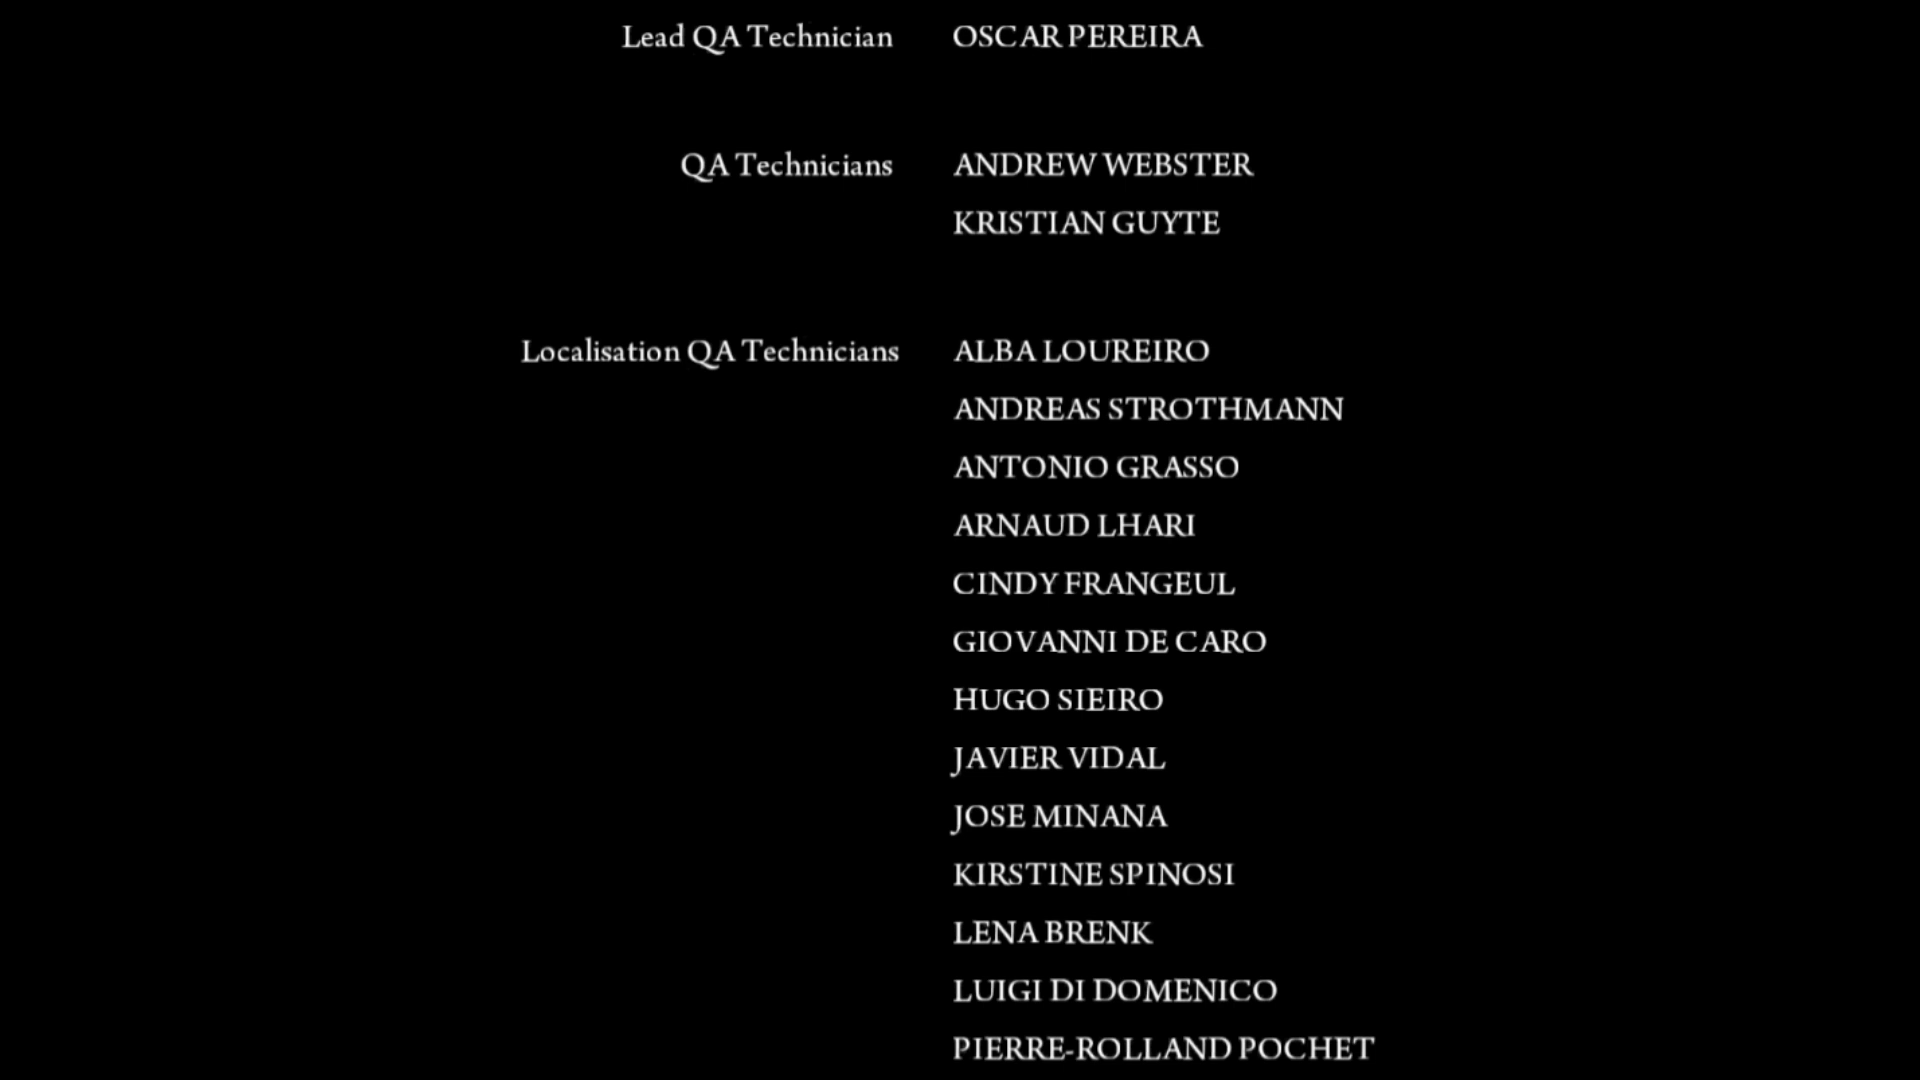 Lead QA Technician OSCAR PEREIRA
QA Technicians ANDREW WEBSTER
KRISTIAN GUYTE
Localisation QA Technicians ALBA LOUREIRO
ANDREAS STROTHMANN
ANTONIO GRASSO
ARNAUD LHARI
CINDY FRANGEUL
GIOVANNI DE CARO
HUGO SIEIRO
JAVIER VIDAL
JOSE MINANA
KIRSTINE SPINOSI
LENA BRENK
LUIGI DI DOMENICO
PIERRE-ROLLAND POCHET